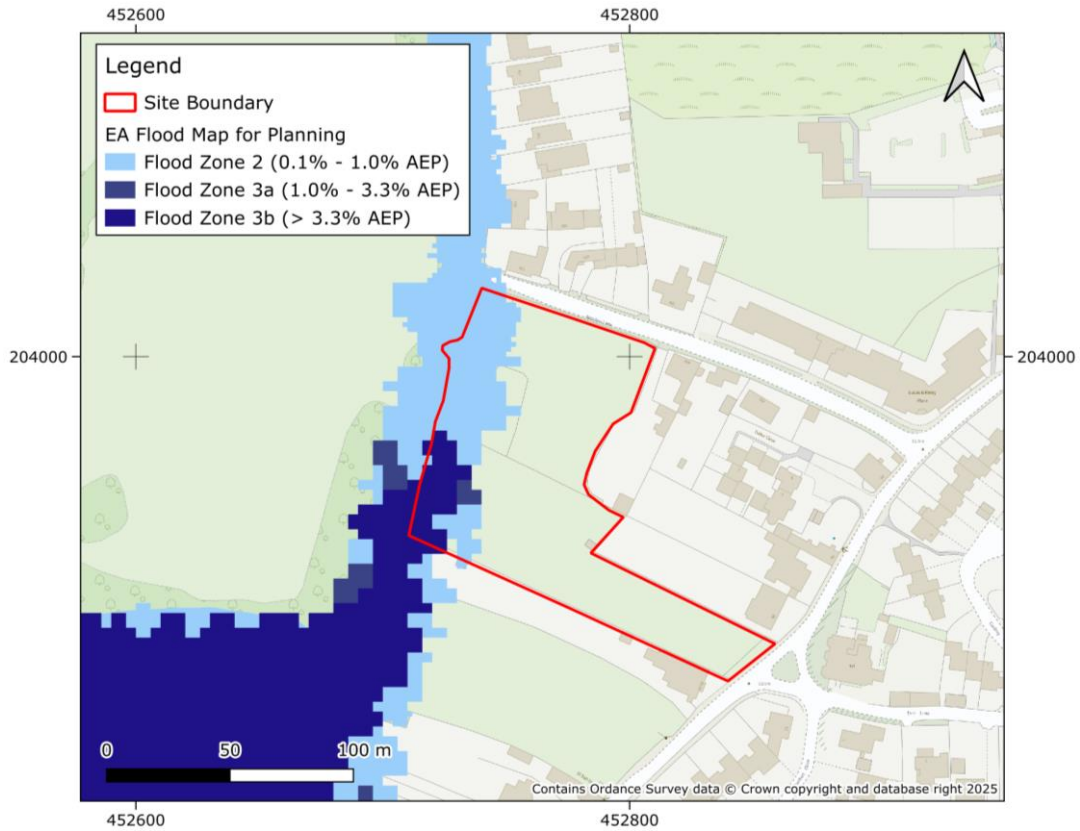 452600
452800
Legend
Site Boundary
EA Flood Map for Planning
Flood Zone 2 (0.1% - 1.0% AEP)
Flood Zone 3a (1.0% - 3.3% AEP)
Flood Zone 3b (> 3.3% AEP)
204000
204000
0 50 100 m
Contains Ordance Survey data © Crown copyright and database right 2025
452600
452800